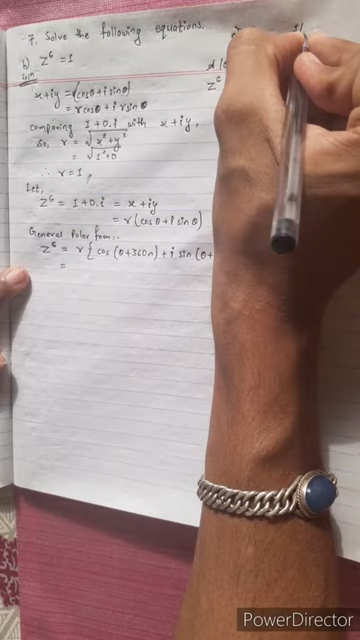 7. Solve the following equations.
b) Z⁶ = 1
Soln
x+iy = r(cosθ+isinθ)
= rcosθ + i rsinθ
comparing 1+0.i with x+iy,
So, r = √x²+y²
= √1²+0
∴ r = 1,
Let,
Z⁶ = 1+0.i = x+iy
= r(cosθ+isinθ)
General Polar form:-
Z⁶ = r{cos(θ+360n)+i sin(θ+
=
Z⁶
PowerDirector